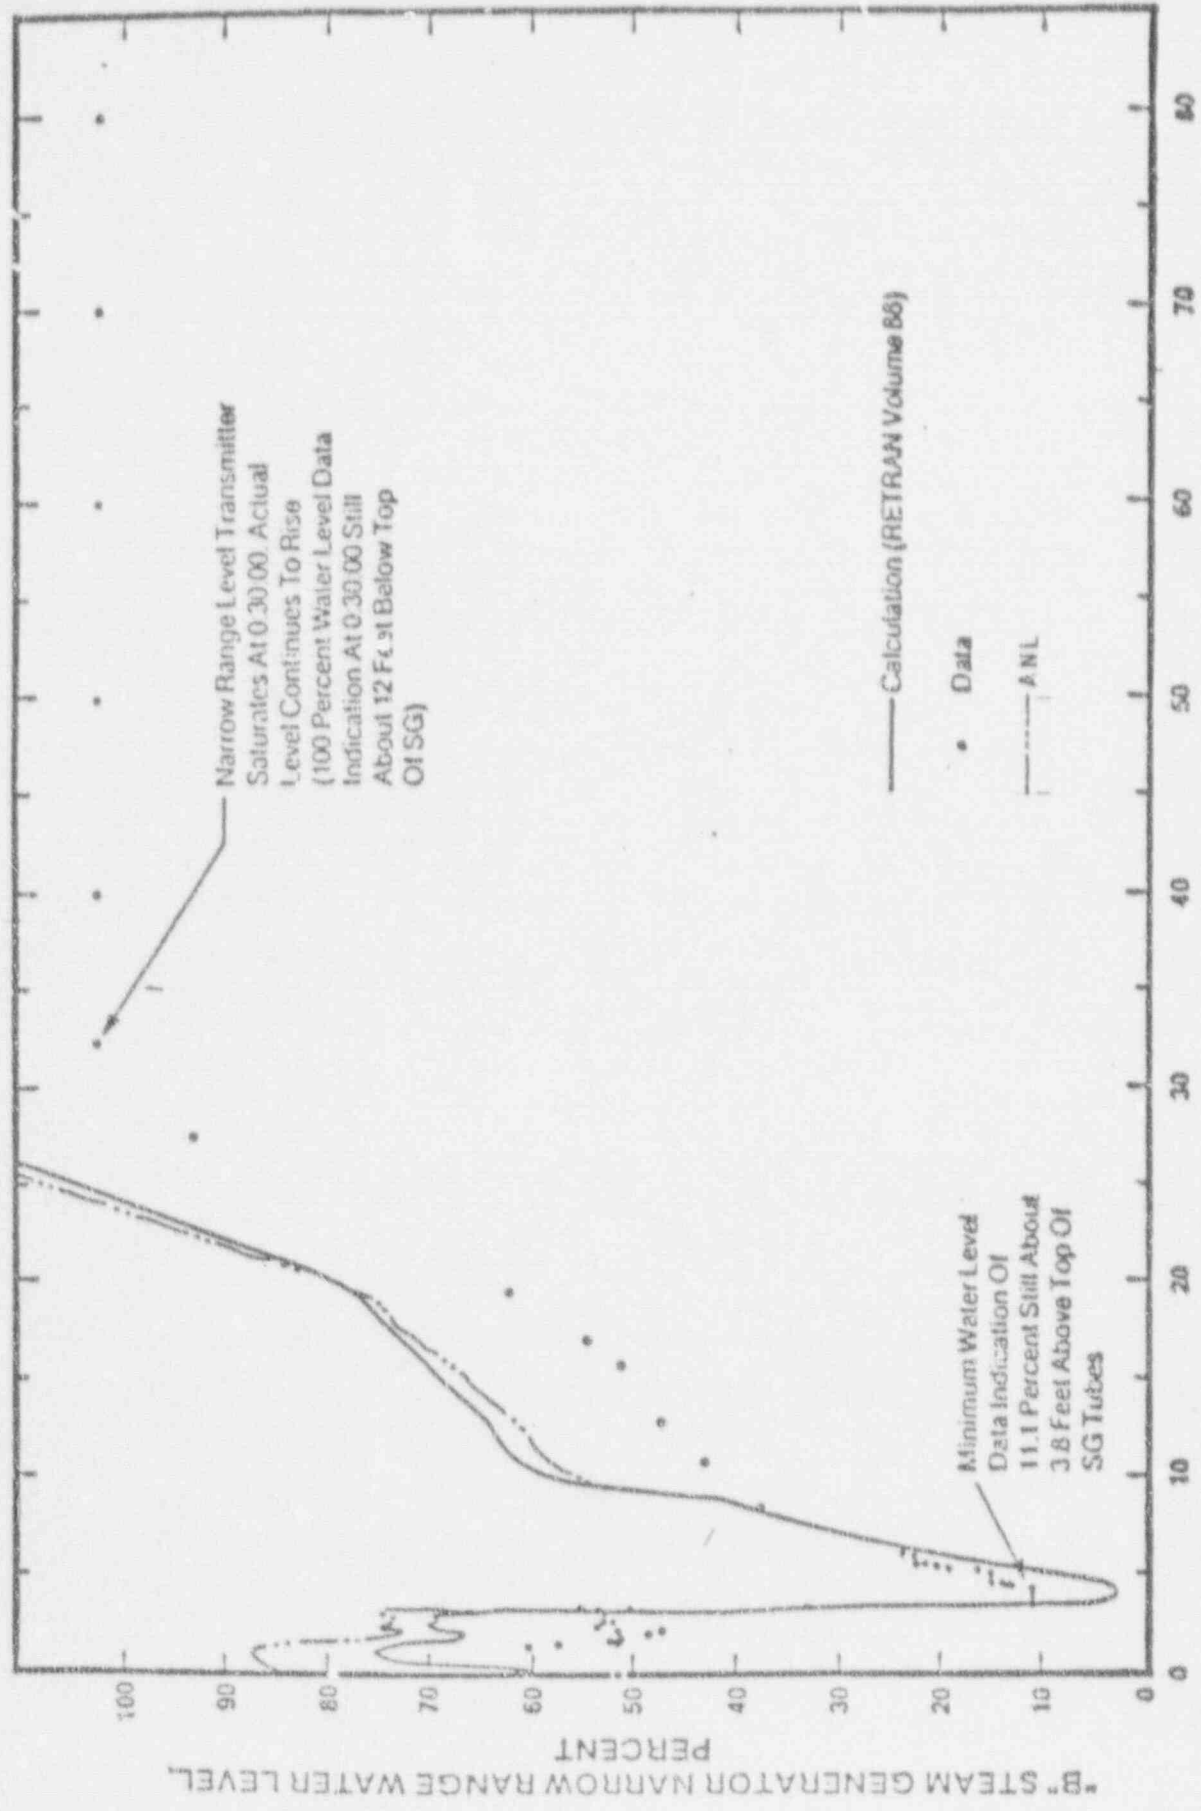 "B" STEAM GENERATOR NARROW RANGE WATER LEVEL,
PERCENT
100
90
80
70
60
50
40
30
20
10
0
Narrow Range Level Transmitter
Saturates At 0:30:00. Actual
Level Continues To Rise
(100 Percent Water Level Data
Indication At 0:30:00 Still
About 12 Feet Below Top
Of SG)
Calculation (RETRAN Volume 86)
Data
ANL
Minimum Water Level
Data Indication Of
11.1 Percent Still About
3.8 Feet Above Top Of
SG Tubes
0
10
20
30
40
50
60
70
80